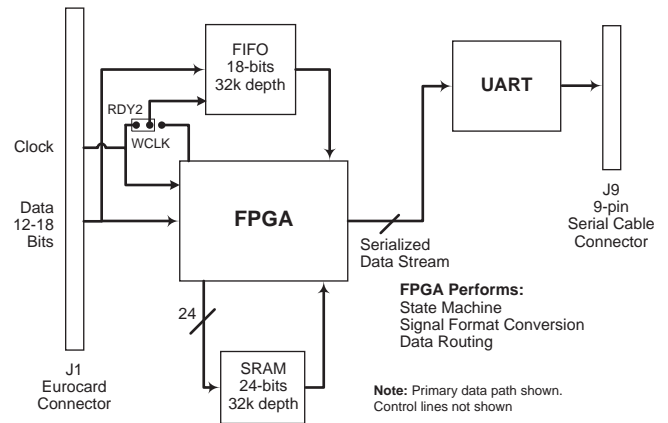 FIFO
18-bits
32k depth
UART
RDY2
WCLK
Clock
Data
12-18
Bits
FPGA
Serialized
Data Stream
J9
9-pin
Serial Cable
Connector
FPGA Performs:
State Machine
Signal Format Conversion
Data Routing
24
SRAM
24-bits
32k depth
J1
Eurocard
Connector
Note: Primary data path shown.
Control lines not shown